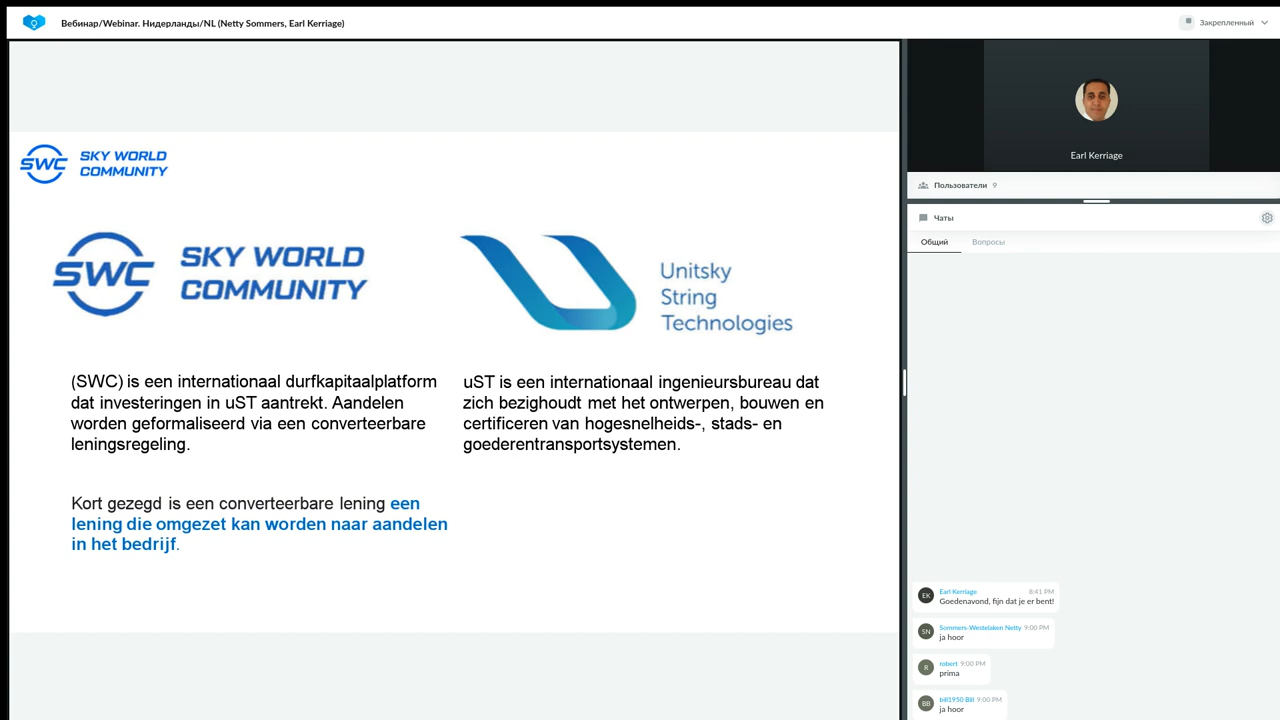 Вебинар/Webinar. Нидерланды/NL (Netty Sommers, Earl Kerriage)
Закрепленный
SWC
SKY WORLD
COMMUNITY
SWC
SKY WORLD
COMMUNITY
Unitsky
String
Technologies
(SWC) is een internationaal durfkapitaalplatform
dat investeringen in uST aantrekt. Aandelen
worden geformaliseerd via een converteerbare
leningsregeling.
Kort gezegd is een converteerbare lening een
lening die omgezet kan worden naar aandelen
in het bedrijf.
uST is een internationaal ingenieursbureau dat
zich bezighoudt met het ontwerpen, bouwen en
certificeren van hogesnelheids-, stads- en
goederentransportsystemen.
Earl Kerriage
Пользователи 9
Чаты
Общий Вопросы
EK Earl Kerriage 8:41 PM
Goedenavond, fijn dat je er bent!
SN Sommers-Westelaken Netty 9:00 PM
ja hoor
R robert 9:00 PM
prima
BB bill1950 Bill 9:00 PM
ja hoor